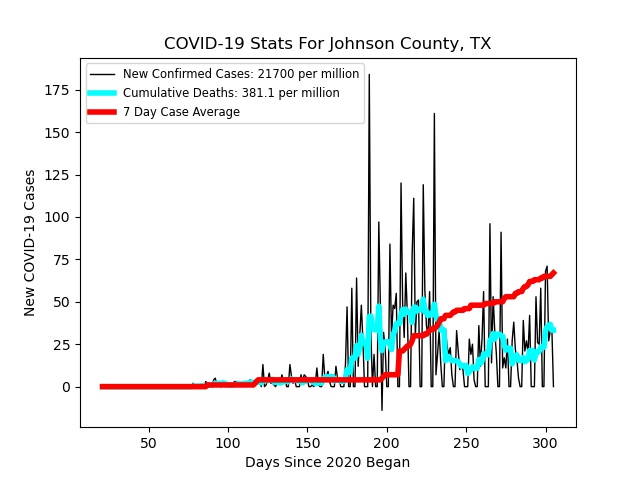 COVID-19 Stats For Johnson County, TX
New Confirmed Cases: 21700 per million
Cumulative Deaths: 381.1 per million
7 Day Case Average
New COVID-19 Cases
175
150
125
100
75
50
25
0
50 100 150 200 250 300
Days Since 2020 Began